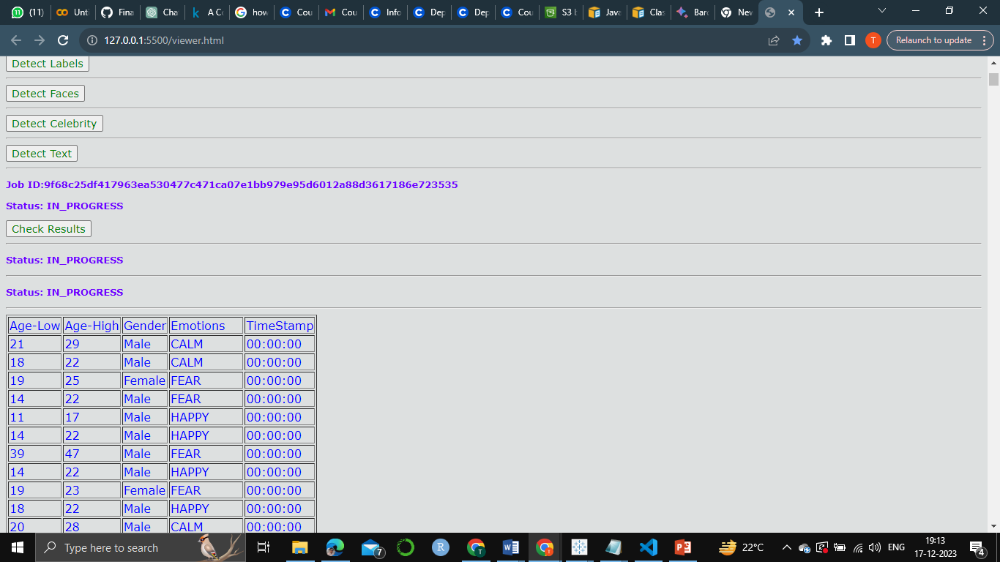 (11)
Unti
Fina
Cha
A Co
how
Cou
Cou
Info
Dep
Dep
Cou
S3 b
Java
Clas
Bard
New
127.0.0.1:5500/viewer.html
T
Relaunch to update
Detect Labels
Detect Faces
Detect Celebrity
Detect Text
Job ID:9f68c25df417963ea530477c471ca07e1bb979e95d6012a88d3617186e723535
Status: IN_PROGRESS
Check Results
Status: IN_PROGRESS
Status: IN_PROGRESS
Age-Low Age-High Gender Emotions TimeStamp
21 29 Male CALM 00:00:00
18 22 Male CALM 00:00:00
19 25 Female FEAR 00:00:00
14 22 Male FEAR 00:00:00
11 17 Male HAPPY 00:00:00
14 22 Male HAPPY 00:00:00
39 47 Male FEAR 00:00:00
14 22 Male HAPPY 00:00:00
19 23 Female FEAR 00:00:00
18 22 Male HAPPY 00:00:00
20 28 Male CALM 00:00:00
Type here to search
7
R
22°C
ENG
19:13
17-12-2023
4